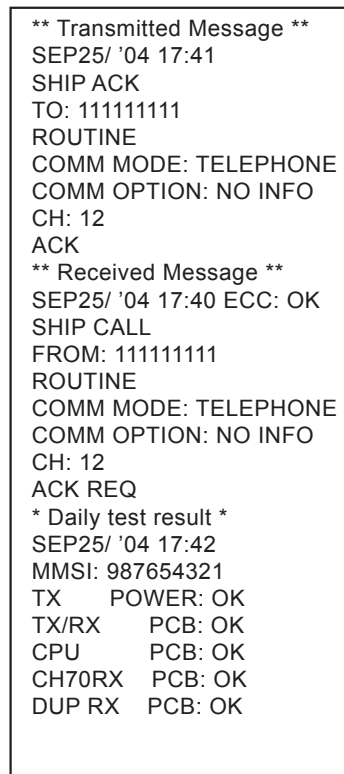 ** Transmitted Message **
SEP25/ ’04 17:41
SHIP ACK
TO: 111111111
ROUTINE
COMM MODE: TELEPHONE
COMM OPTION: NO INFO
CH: 12
ACK
** Received Message **
SEP25/ ’04 17:40 ECC: OK
SHIP CALL
FROM: 111111111
ROUTINE
COMM MODE: TELEPHONE
COMM OPTION: NO INFO
CH: 12
ACK REQ
* Daily test result *
SEP25/ ’04 17:42
MMSI: 987654321
TX POWER: OK
TX/RX PCB: OK
CPU PCB: OK
CH70RX PCB: OK
DUP RX PCB: OK